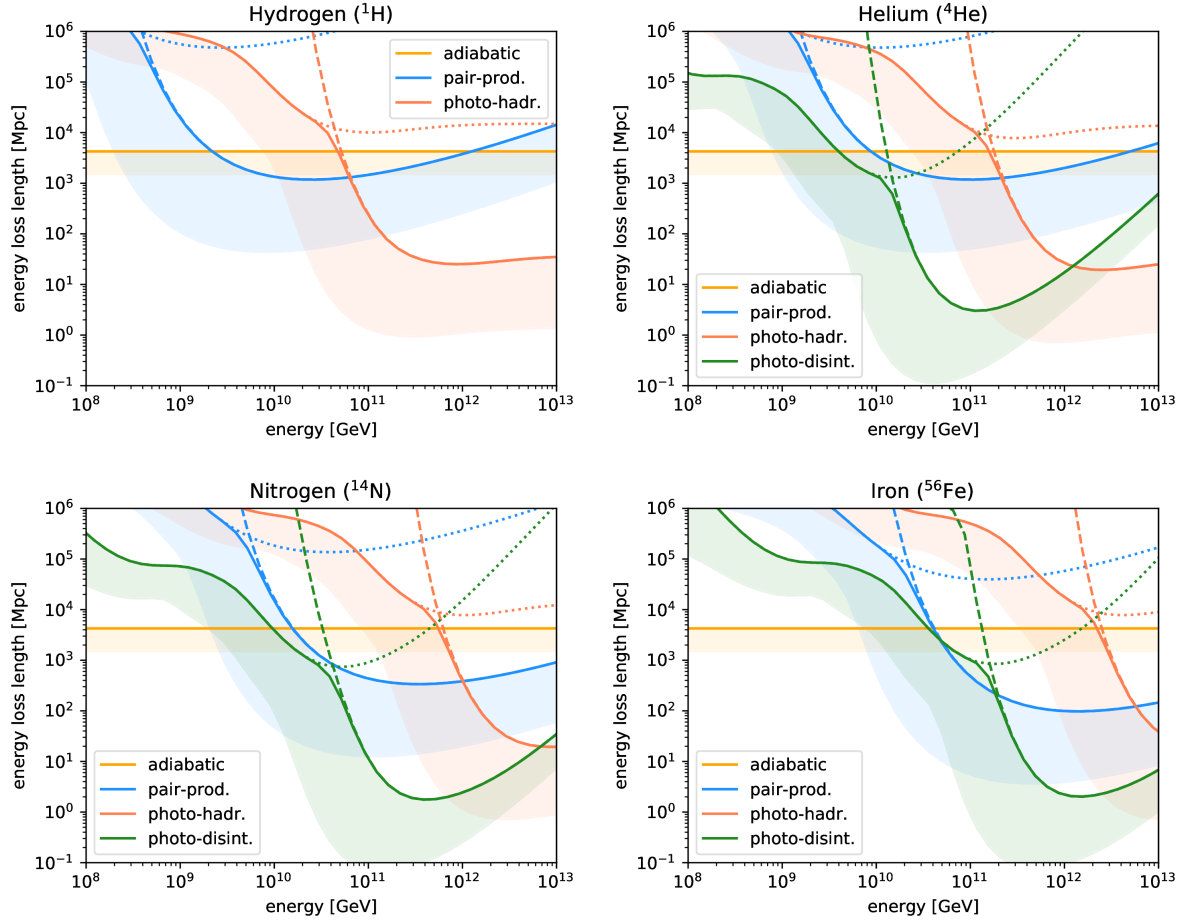 Hydrogen (¹H)
energy loss length [Mpc]
10⁶
10⁵
10⁴
10³
10²
10¹
10⁰
10⁻¹
adiabatic
pair-prod.
photo-hadr.
10⁸ 10⁹ 10¹⁰ 10¹¹ 10¹² 10¹³
energy [GeV]
Helium (⁴He)
energy loss length [Mpc]
10⁶
10⁵
10⁴
10³
10²
10¹
10⁰
10⁻¹
adiabatic
pair-prod.
photo-hadr.
photo-disint.
10⁸ 10⁹ 10¹⁰ 10¹¹ 10¹² 10¹³
energy [GeV]
Nitrogen (¹⁴N)
energy loss length [Mpc]
10⁶
10⁵
10⁴
10³
10²
10¹
10⁰
10⁻¹
adiabatic
pair-prod.
photo-hadr.
photo-disint.
10⁸ 10⁹ 10¹⁰ 10¹¹ 10¹² 10¹³
energy [GeV]
Iron (⁵⁶Fe)
energy loss length [Mpc]
10⁶
10⁵
10⁴
10³
10²
10¹
10⁰
10⁻¹
adiabatic
pair-prod.
photo-hadr.
photo-disint.
10⁸ 10⁹ 10¹⁰ 10¹¹ 10¹² 10¹³
energy [GeV]